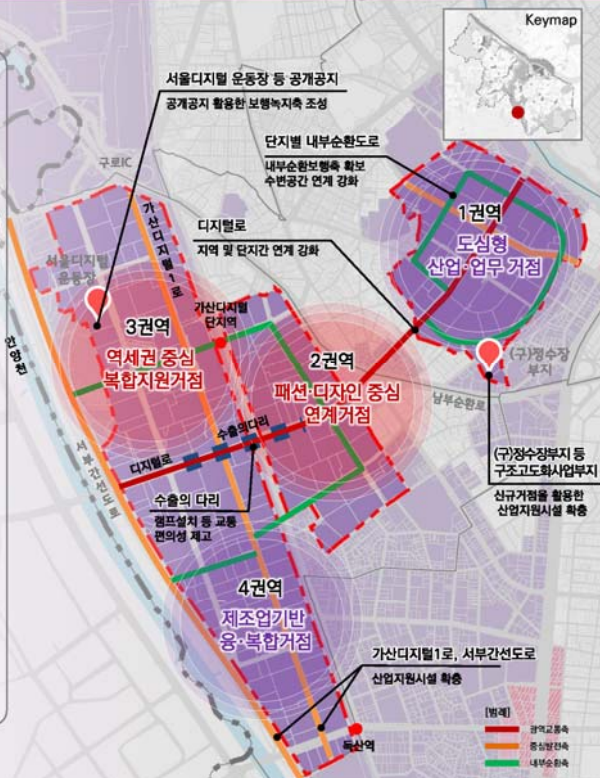 Keymap
서울디지털 운동장 등 공개공지
공개공지 활용한 보행녹지축 조성
구로IC
단지별 내부순환도로
내부순환보행축 확보
수변공간 연계 강화
1권역
도심형
산업·업무 거점
디지털로
지역 및 단지간 연계 강화
가산디지털1로
서울디지털
운동장
가산디지털
단지역
3권역
역세권 중심
복합지원거점
2권역
패션·디자인 중심
연계거점
(구)정수장
부지
남부순환로
안양천
서부간선도로
디지털로
수출의다리
(구)정수장부지 등
구조고도화사업부지
신규거점을 활용한
산업지원시설 확충
수출의 다리
램프설치 등 교통
편의성 제고
4권역
제조업기반
융·복합거점
가산디지털1로, 서부간선도로
산업지원시설 확충
독산역
[범례]
광역교통축
중심발전축
내부순환축